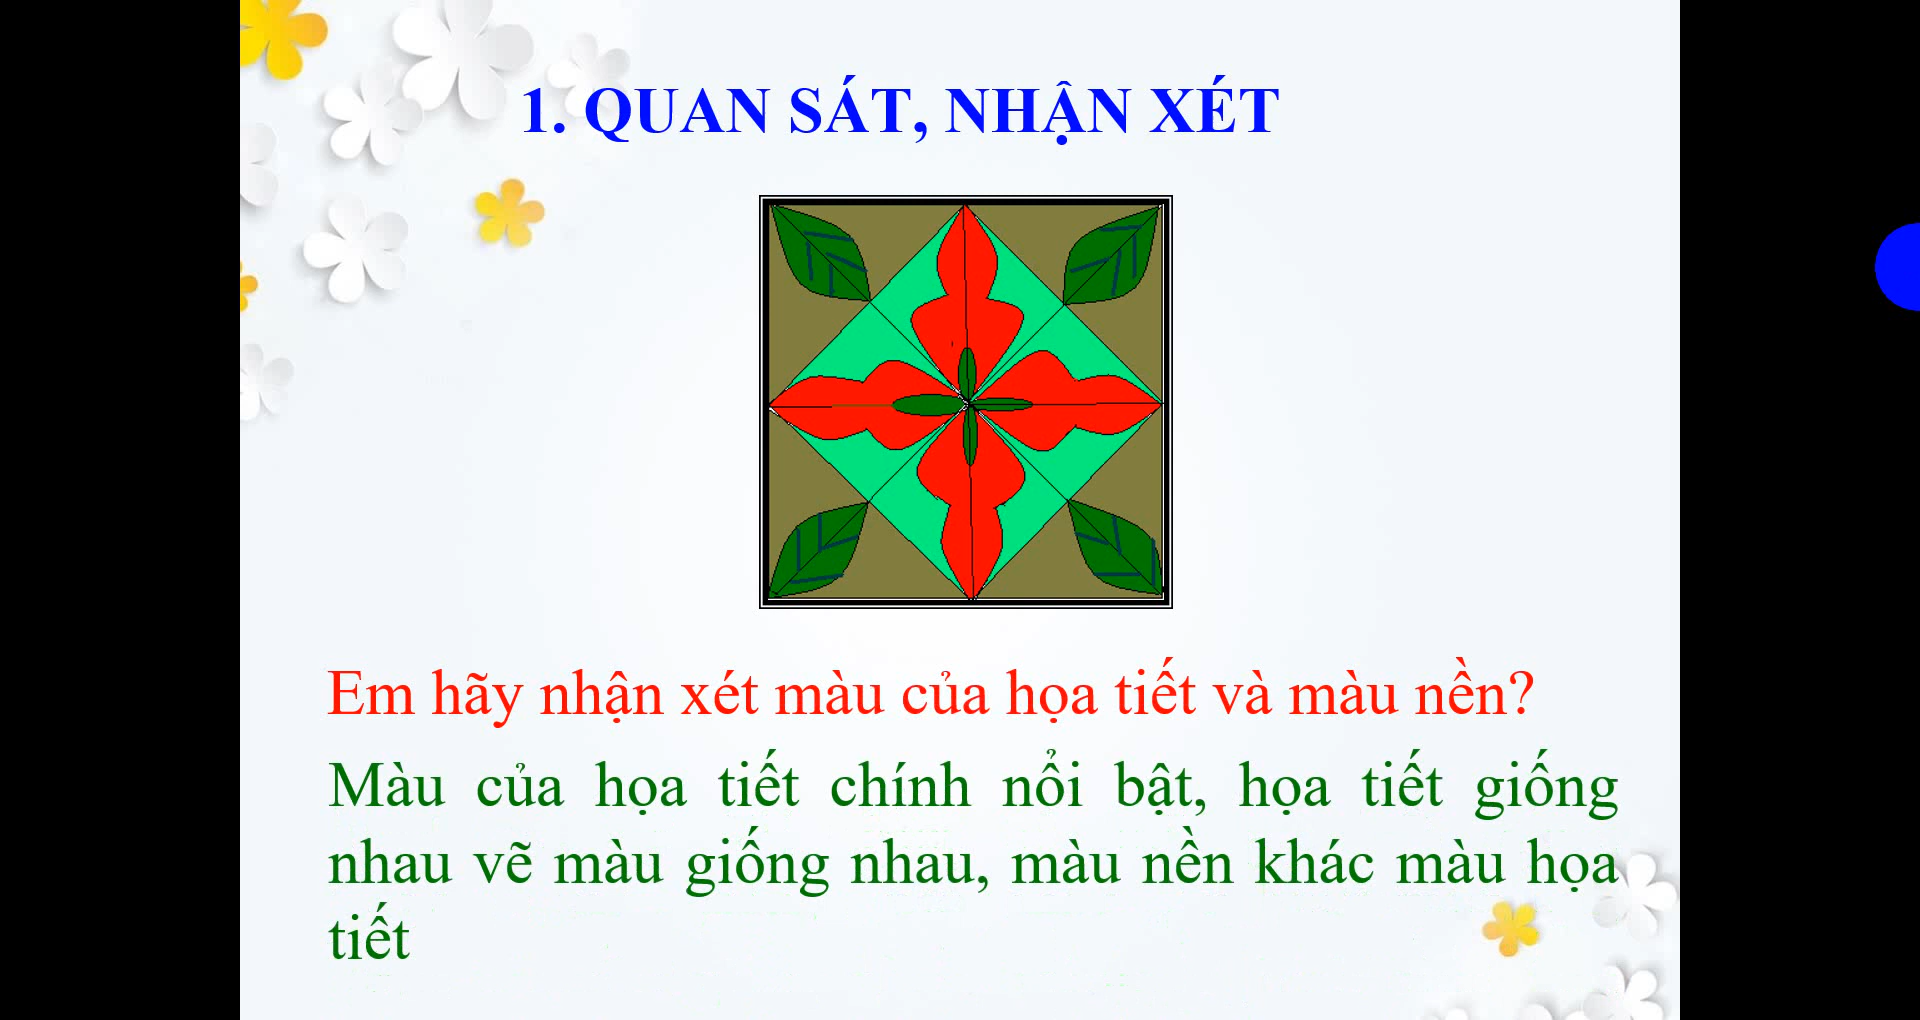 1. QUAN SÁT, NHẬN XÉT
Em hãy nhận xét màu của họa tiết và màu nền?
Màu của họa tiết chính nổi bật, họa tiết giống
nhau vẽ màu giống nhau, màu nền khác màu họa
tiết